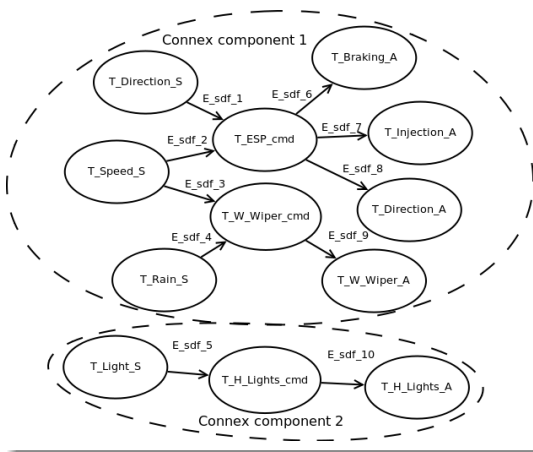 Connex component 1
T_Braking_A
T_Direction_S
E_sdf_6
E_sdf_1
E_sdf_7
T_Injection_A
E_sdf_2
T_ESP_cmd
E_sdf_8
T_Speed_S
E_sdf_3
T_Direction_A
T_W_Wiper_cmd
E_sdf_4
E_sdf_9
T_Rain_S
T_W_Wiper_A
E_sdf_5
E_sdf_10
T_Light_S
T_H_Lights_cmd
T_H_Lights_A
Connex component 2